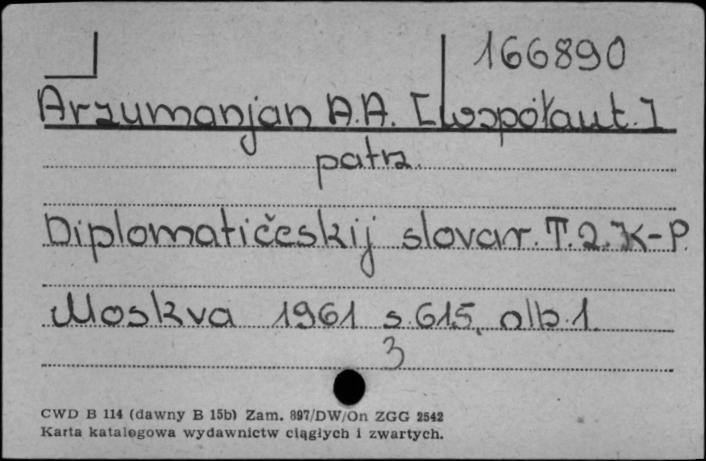 166890
Arzumanjan A.A. [współaut.]
patrz
Diplomatičeskij slovar. T.2. K-P.
Moskva 1961 s.615, alb.1.
3
CWD B 114 (dawny B 15b) Zam. 897/DW/On ZGG 2542
Karta katalogowa wydawnictw ciągłych i zwartych.